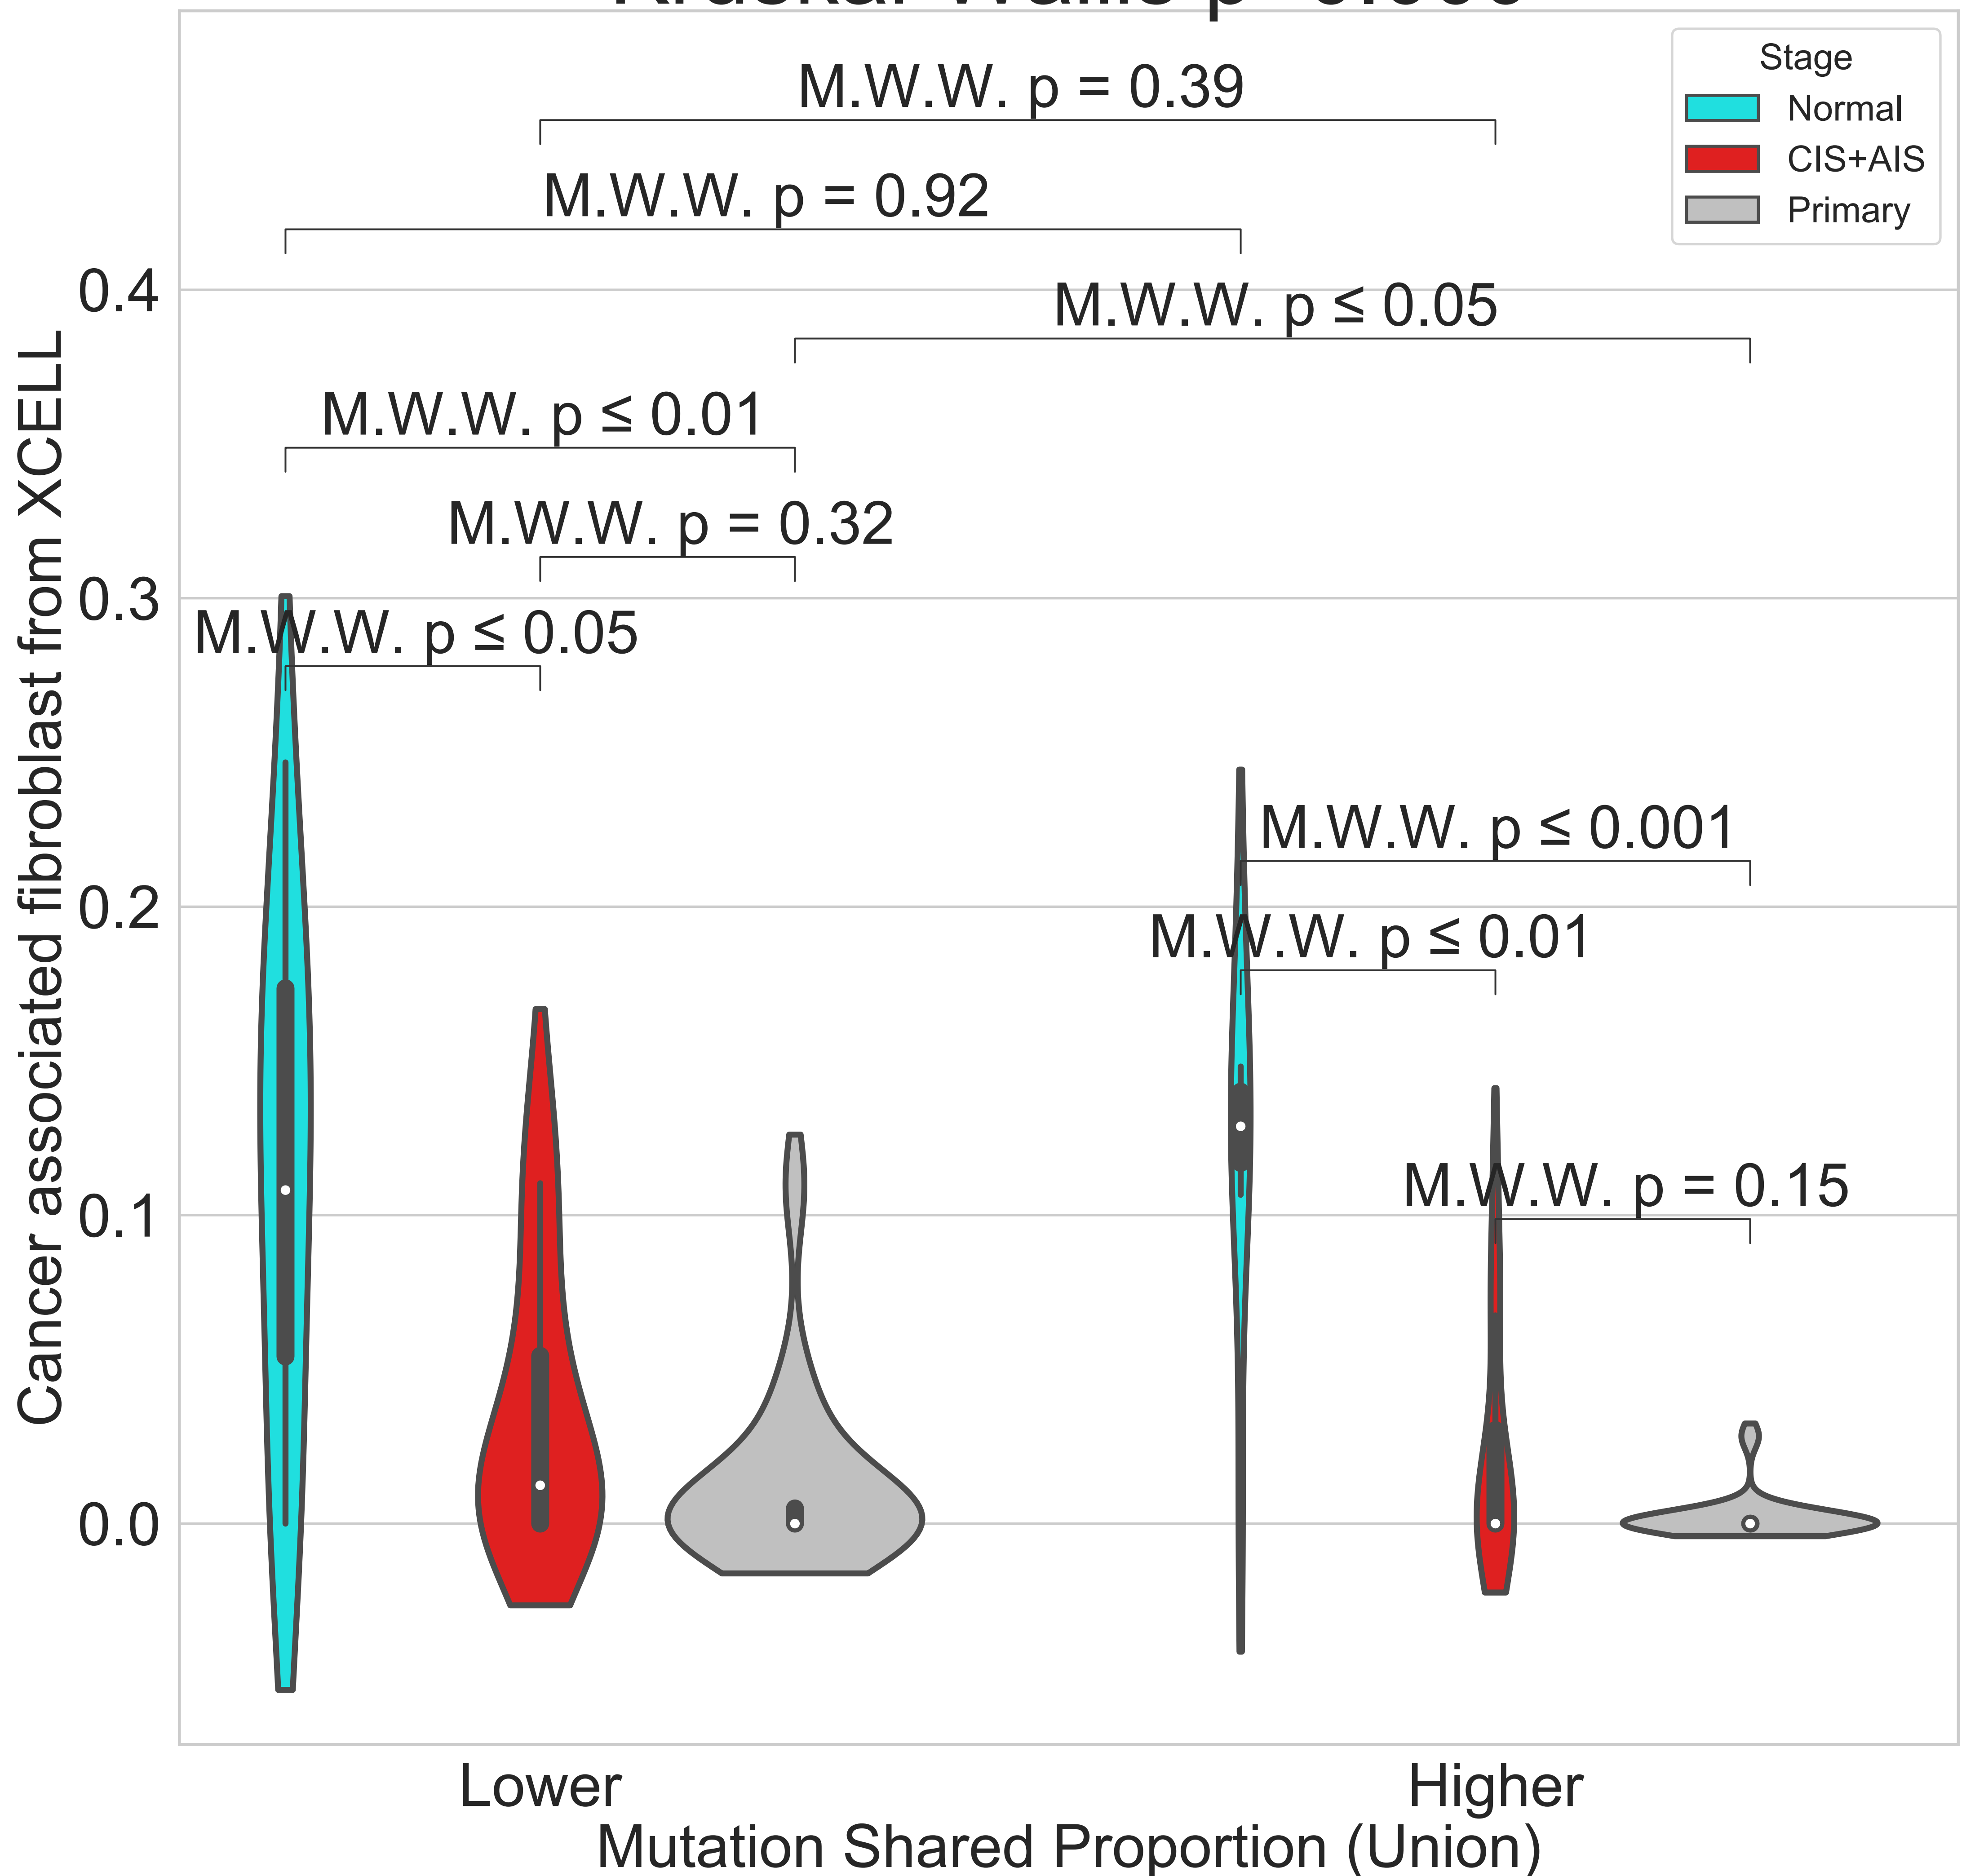 Stage
Normal
CIS+AIS
Primary
M.W.W. p = 0.39
M.W.W. p = 0.92
M.W.W. p ≤ 0.05
M.W.W. p ≤ 0.01
M.W.W. p = 0.32
M.W.W. p ≤ 0.05
M.W.W. p ≤ 0.001
M.W.W. p ≤ 0.01
M.W.W. p = 0.15
0.4
0.3
0.2
0.1
0.0
Cancer associated fibroblast from XCELL
Lower
Higher
Mutation Shared Proportion (Union)